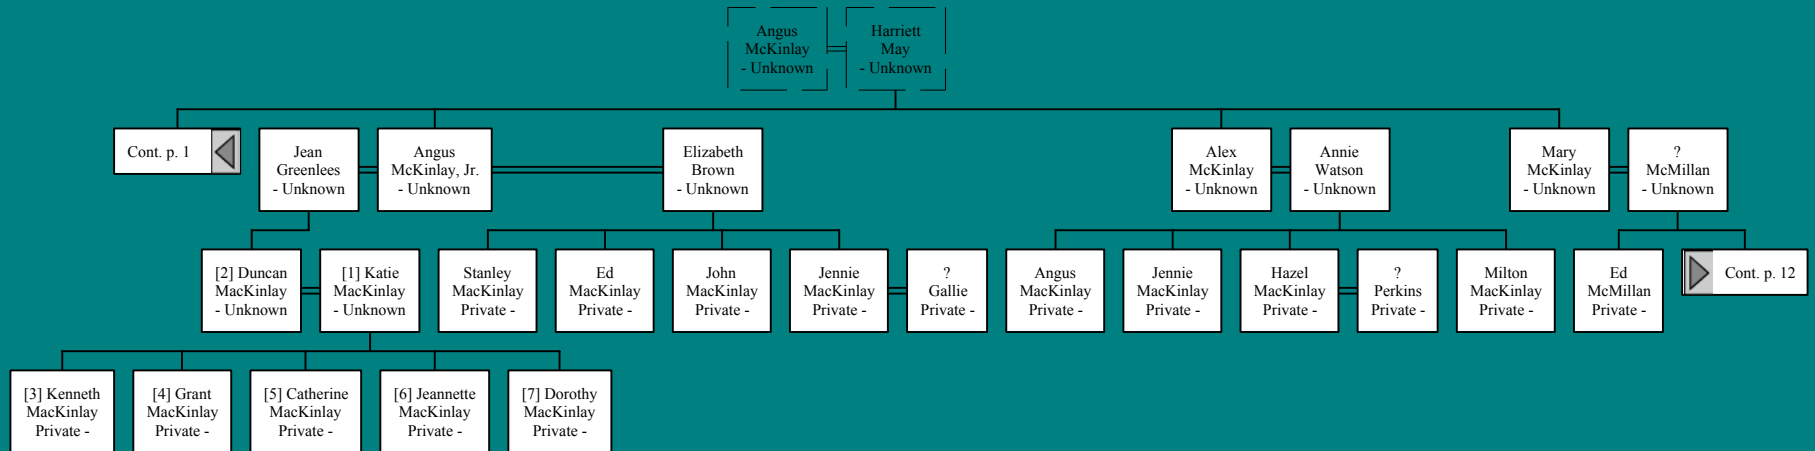 Angus
McKinlay
- Unknown
Harriett
May
- Unknown
Cont. p. 1
Jean
Greenlees
- Unknown
Angus
McKinlay, Jr.
- Unknown
Elizabeth
Brown
- Unknown
Alex
McKinlay
- Unknown
Annie
Watson
- Unknown
Mary
McKinlay
- Unknown
?
McMillan
- Unknown
[2] Duncan
MacKinlay
- Unknown
[1] Katie
MacKinlay
- Unknown
Stanley
MacKinlay
Private -
Ed
MacKinlay
Private -
John
MacKinlay
Private -
Jennie
MacKinlay
Private -
?
Gallie
Private -
Angus
MacKinlay
Private -
Jennie
MacKinlay
Private -
Hazel
MacKinlay
Private -
?
Perkins
Private -
Milton
MacKinlay
Private -
Ed
McMillan
Private -
Cont. p. 12
[3] Kenneth
MacKinlay
Private -
[4] Grant
MacKinlay
Private -
[5] Catherine
MacKinlay
Private -
[6] Jeannette
MacKinlay
Private -
[7] Dorothy
MacKinlay
Private -